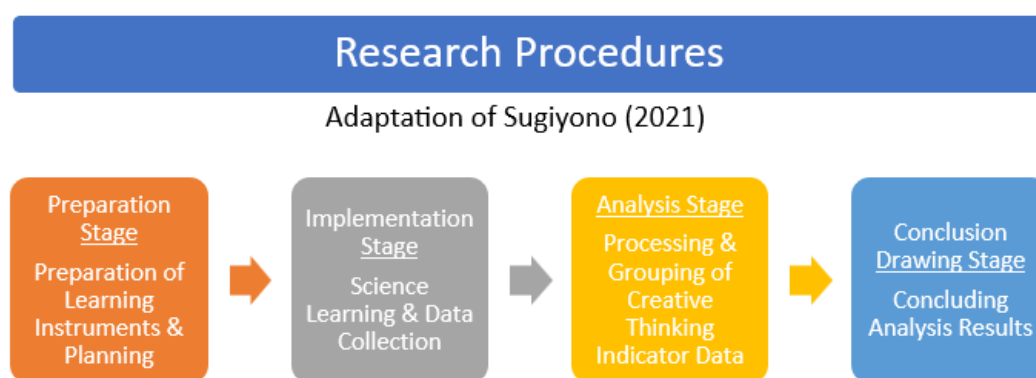 Research Procedures
Adaptation of Sugiyono (2021)
Preparation
Stage
Preparation of
Learning
Instruments &
Planning
Implementation
Stage
Science
Learning & Data
Collection
Analysis Stage
Processing &
Grouping of
Creative
Thinking
Indicator Data
Conclusion
Drawing Stage
Concluding
Analysis Results